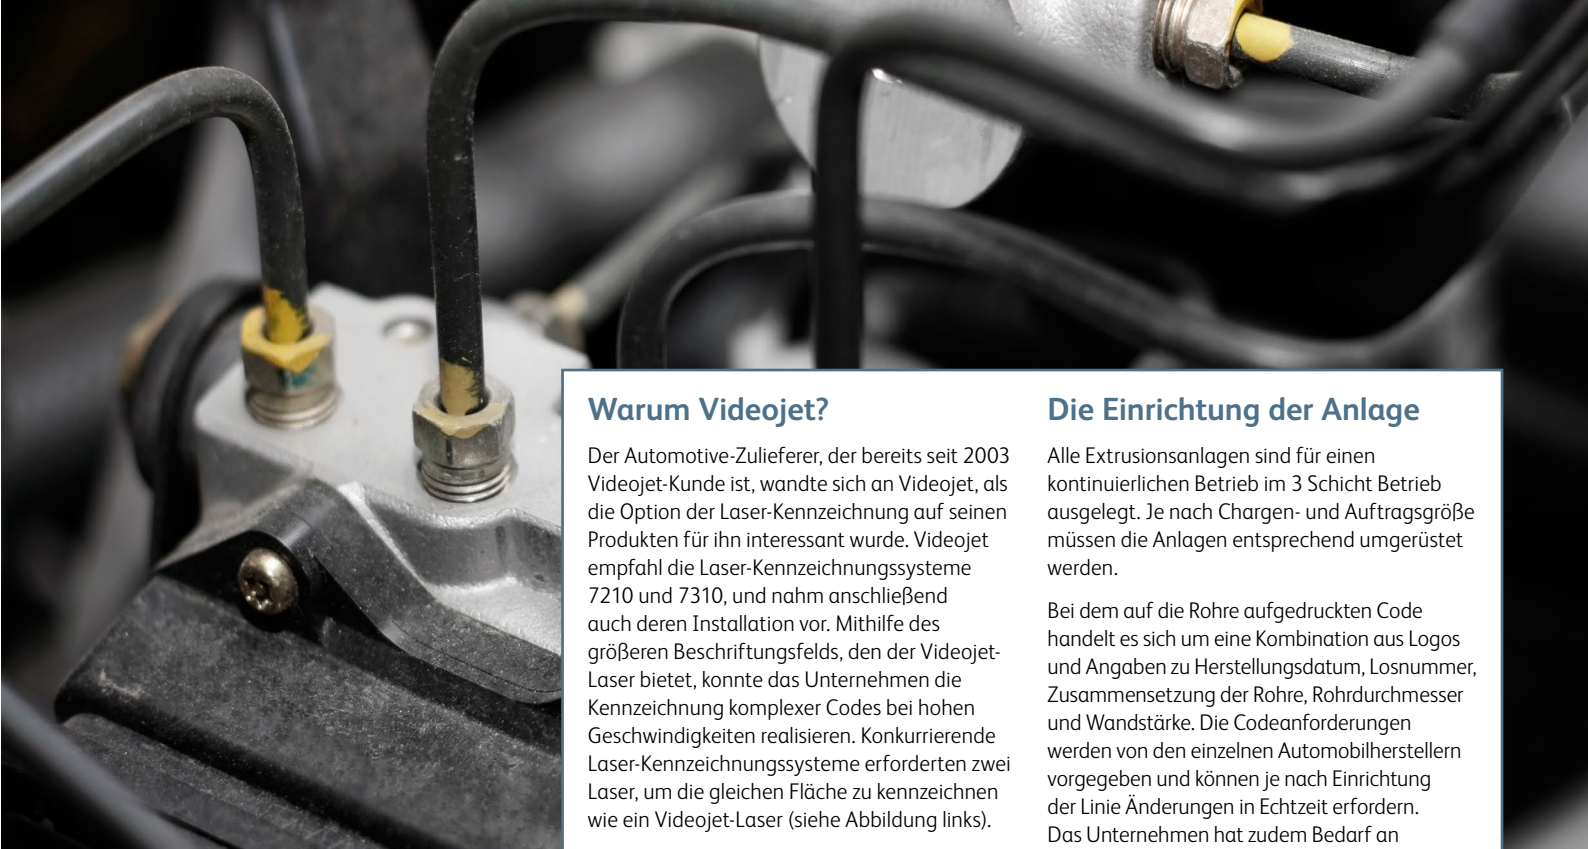 Warum Videojet?
Der Automotive-Zulieferer, der bereits seit 2003
Videojet-Kunde ist, wandte sich an Videojet, als
die Option der Laser-Kennzeichnung auf seinen
Produkten für ihn interessant wurde. Videojet
empfahl die Laser-Kennzeichnungssysteme
7210 und 7310, und nahm anschließend
auch deren Installation vor. Mithilfe des
größeren Beschriftungsfelds, den der Videojet-
Laser bietet, konnte das Unternehmen die
Kennzeichnung komplexer Codes bei hohen
Geschwindigkeiten realisieren. Konkurrierende
Laser-Kennzeichnungssysteme erforderten zwei
Laser, um die gleichen Fläche zu kennzeichnen
wie ein Videojet-Laser (siehe Abbildung links).
Die Einrichtung der Anlage
Alle Extrusionsanlagen sind für einen
kontinuierlichen Betrieb im 3 Schicht Betrieb
ausgelegt. Je nach Chargen- und Auftragsgröße
müssen die Anlagen entsprechend umgerüstet
werden.
Bei dem auf die Rohre aufgedruckten Code
handelt es sich um eine Kombination aus Logos
und Angaben zu Herstellungsdatum, Losnummer,
Zusammensetzung der Rohre, Rohrdurchmesser
und Wandstärke. Die Codeanforderungen
werden von den einzelnen Automobilherstellern
vorgegeben und können je nach Einrichtung
der Linie Änderungen in Echtzeit erfordern.
Das Unternehmen hat zudem Bedarf an